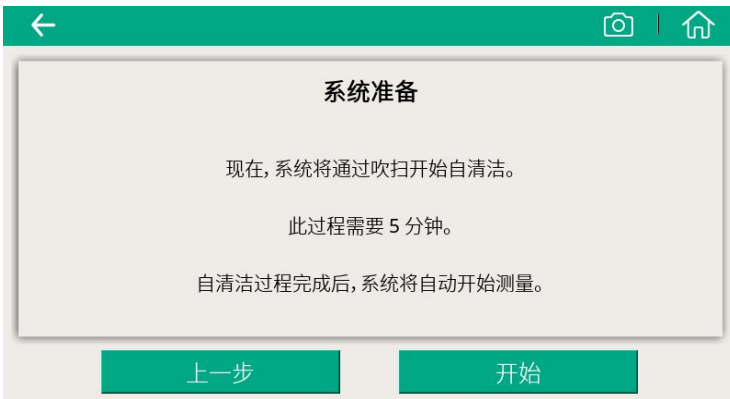 系统准备
现在，系统将通过吹扫开始自清洁。
此过程需要 5 分钟。
自清洁过程完成后，系统将自动开始测量。
上一步
开始